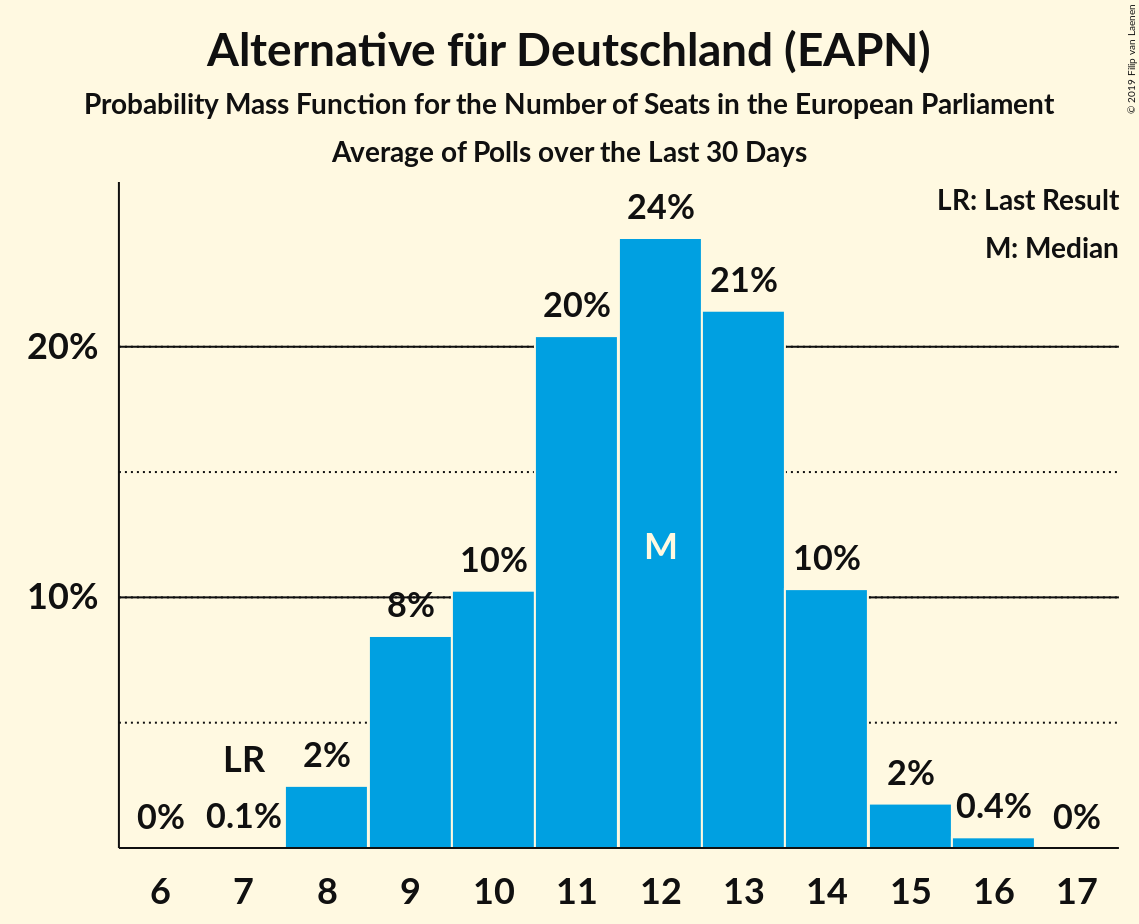 Alternative für Deutschland (EAPN)
Probability Mass Function for the Number of Seats in the European Parliament
Average of Polls over the Last 30 Days
© 2019 Filip van Laenen
LR: Last Result
M: Median
24%
21%
20%
20%
M
10%
10%
10%
8%
LR
2%
2%
0%
0.1%
0.4%
0%
6 7 8 9 10 11 12 13 14 15 16 17